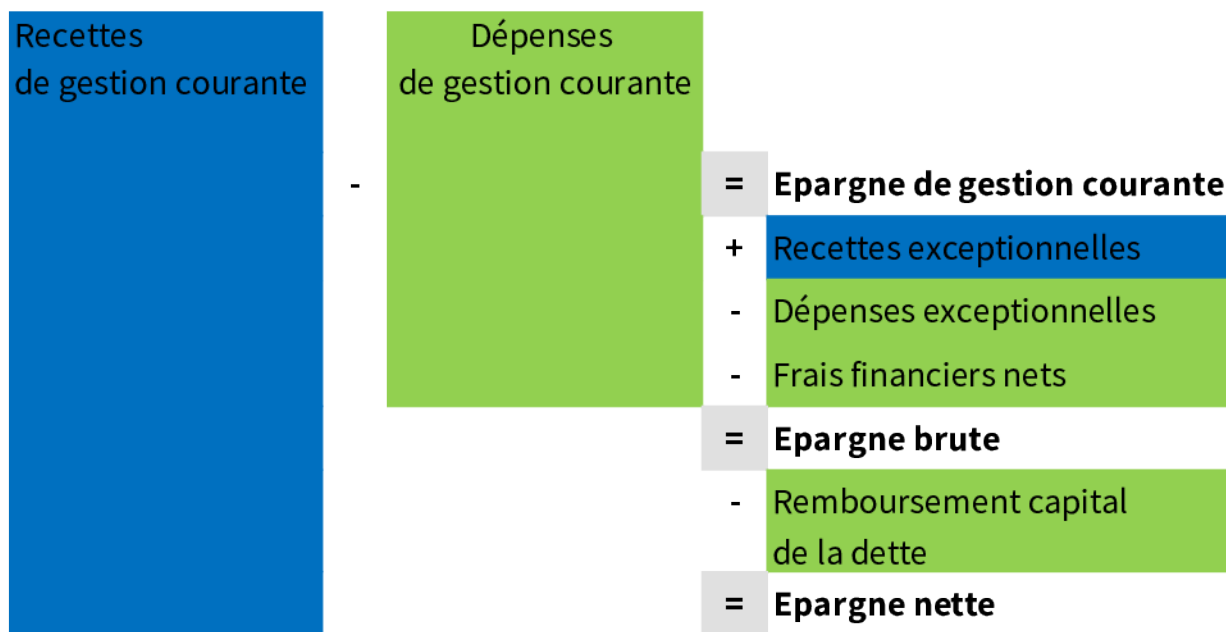 Recettes
de gestion courante
-
Dépenses
de gestion courante
= Epargne de gestion courante
+ Recettes exceptionnelles
- Dépenses exceptionnelles
- Frais financiers nets
= Epargne brute
- Remboursement capital
de la dette
= Epargne nette